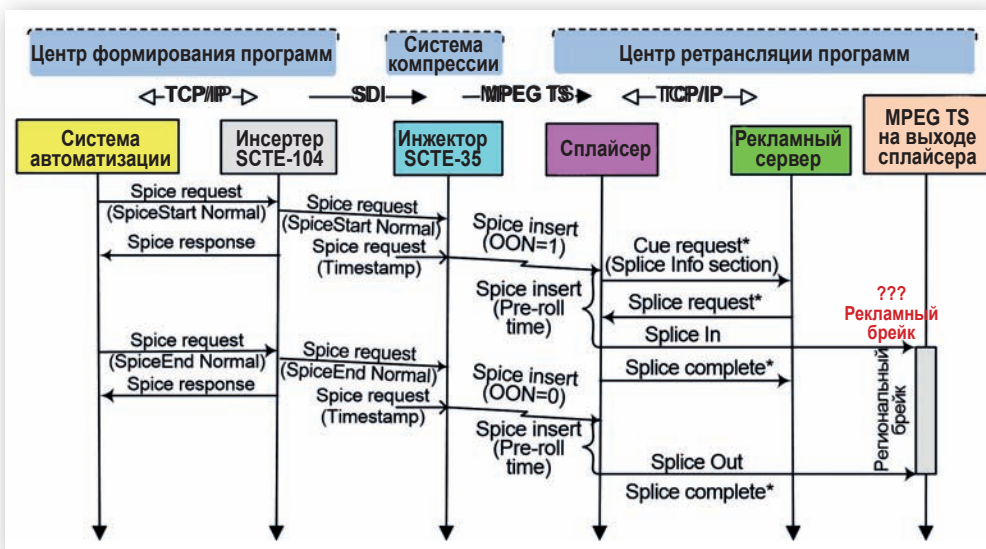 Центр формирования программ
Система
компрессии
Центр ретрансляции программ
TCP/IP
SDI
MPEG TS
TCP/IP
Система
автоматизации
Инсертер
SCTE-104
Инжектор
SCTE-35
Сплайсер
Рекламный
сервер
MPEG TS
на выходе
сплайсера
Spice request
(SpiceStart Normal)
Spice response
Spice request
(SpiceStart Normal)
Spice request
(Timestamp)
Spice insert
(OON=1)
Spice insert
(Pre-roll
time)
Cue request*
(Splice Info section)
Splice request*
Splice In
Splice complete*
???
Рекламный
брейк
Региональный
брейк
Spice request
(SpiceEnd Normal)
Spice response
Spice request
(SpiceEnd Normal)
Spice request
(Timestamp)
Spice insert
(OON=0)
Spice insert
(Pre-roll
time)
Splice Out
Splice complete*